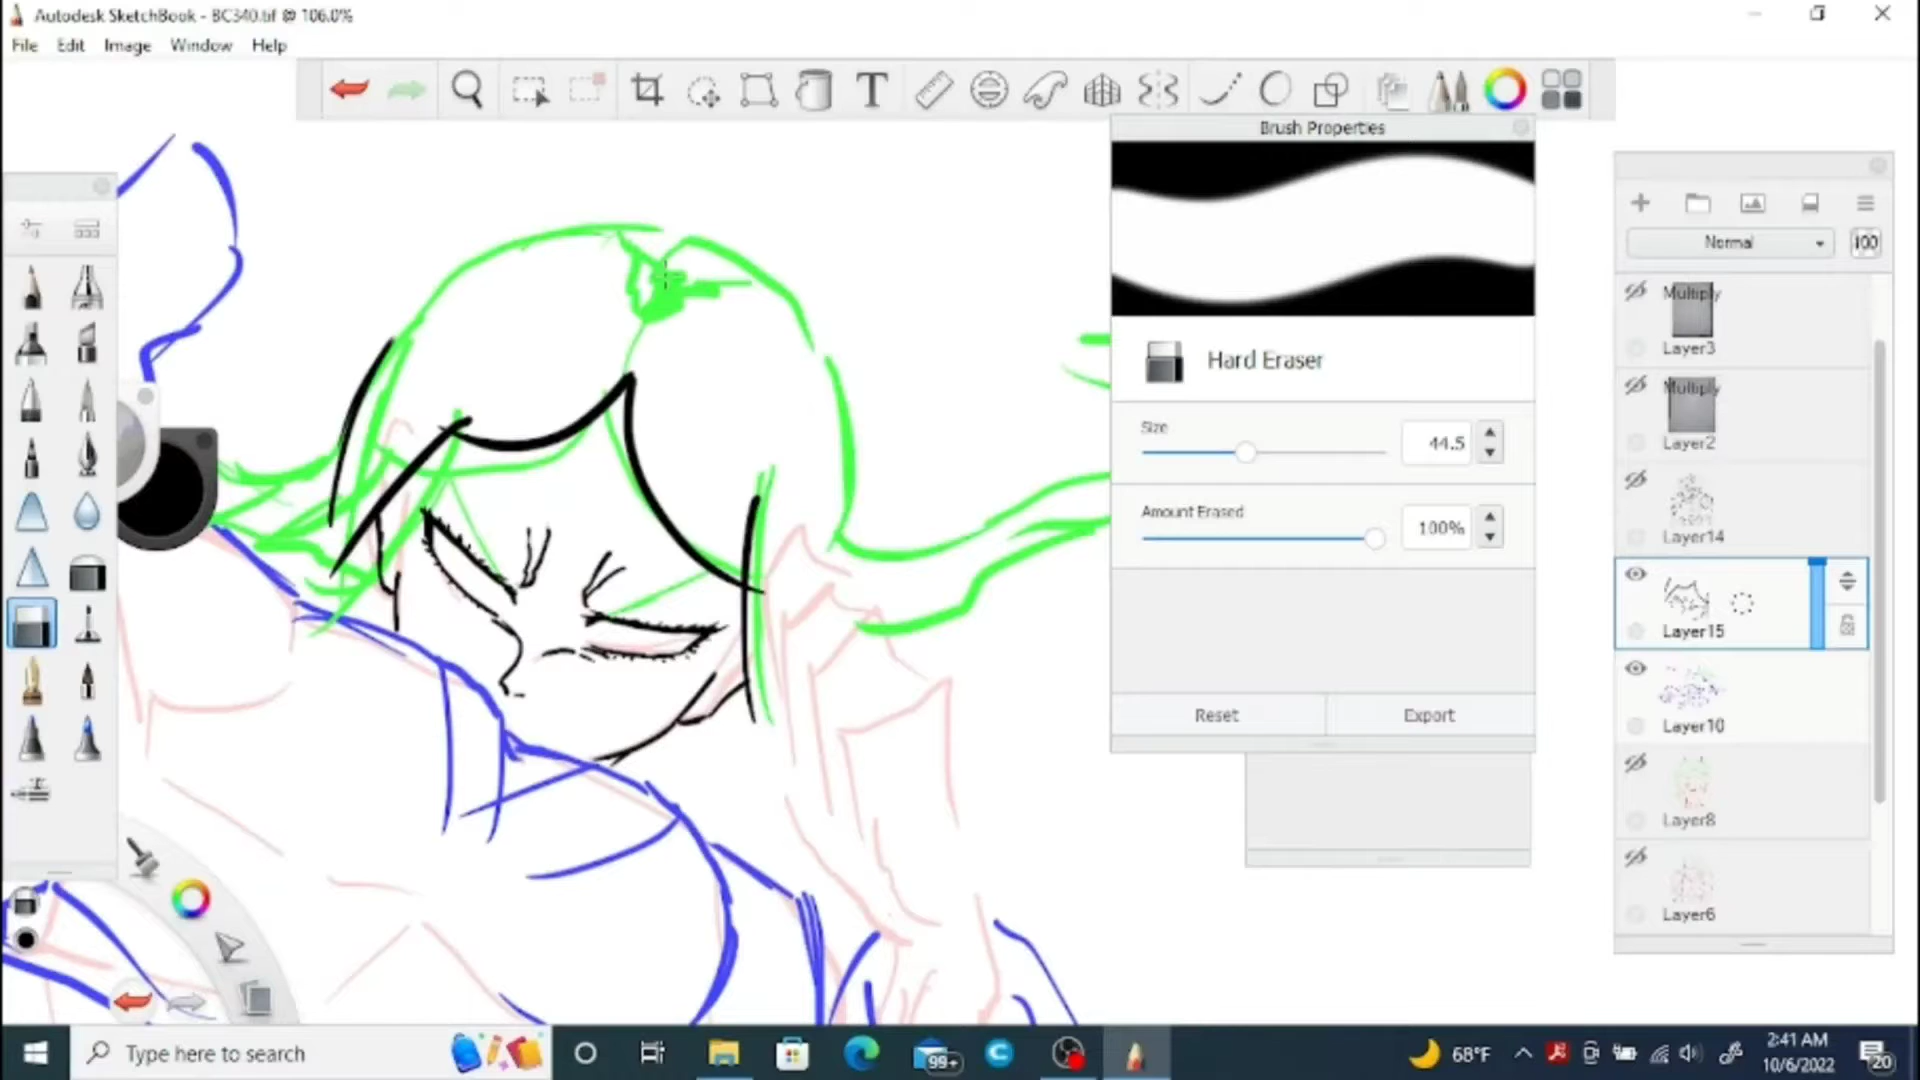 Autodesk SketchBook - BC340.tif @ 106.0%
File Edit Image Window Help
T
Brush Properties
Hard Eraser
Size
44.5
Amount Erased
100%
Reset Export
Normal 100
Multiply
Layer3
Multiply
Layer2
Layer14
Layer15
Layer10
Layer8
Layer6
Type here to search
99+
68°F
2:41 AM
10/6/2022
20